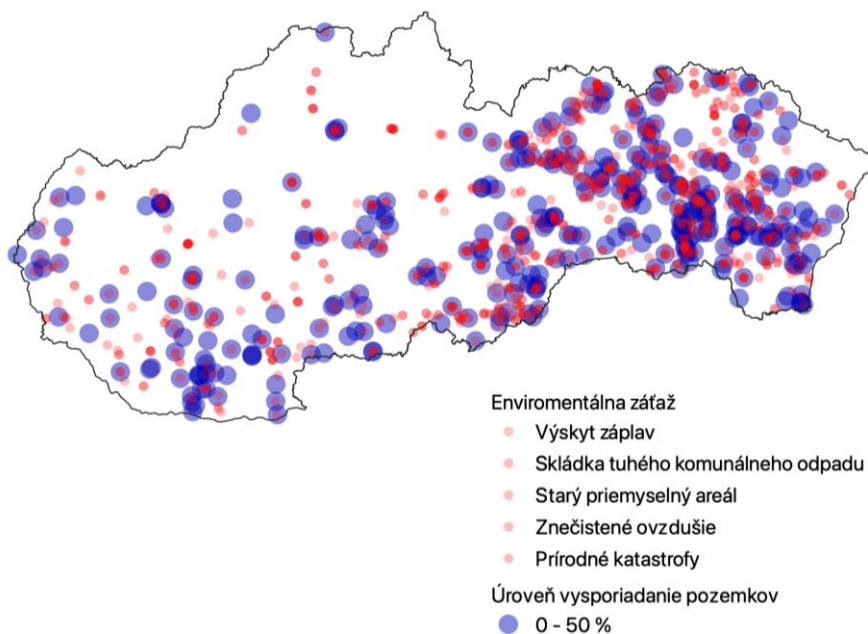 Enviromentálna záťaž
Výskyt záplav
Skládka tuhého komunálneho odpadu
Starý priemyselný areál
Znečistené ovzdušie
Prírodné katastrofy
Úroveň vysporiadanie pozemkov
0 - 50 %